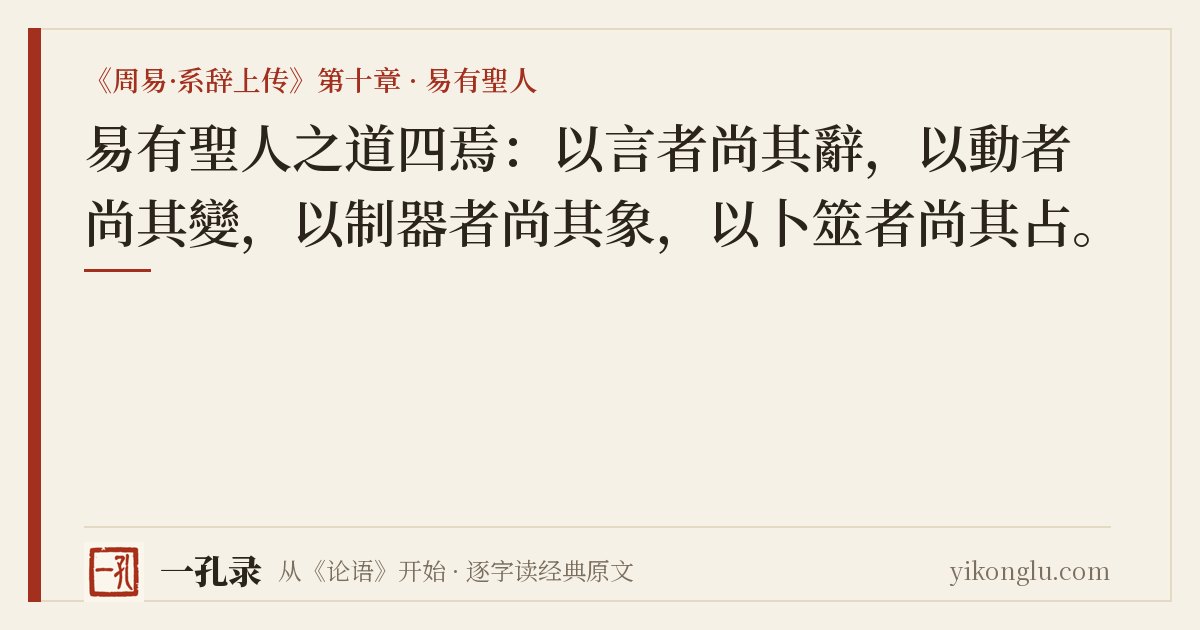 《周易·系辞上传》第十章 · 易有聖人
易有聖人之道四焉：以言者尚其辭，以動者
尚其變，以制器者尚其象，以卜筮者尚其占。
一孔
一孔录 从《论语》开始 · 逐字读经典原文 yikonglu.com